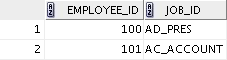 EMPLOYEE_ID JOB_ID
1 100 AD_PRES
2 101 AC_ACCOUNT